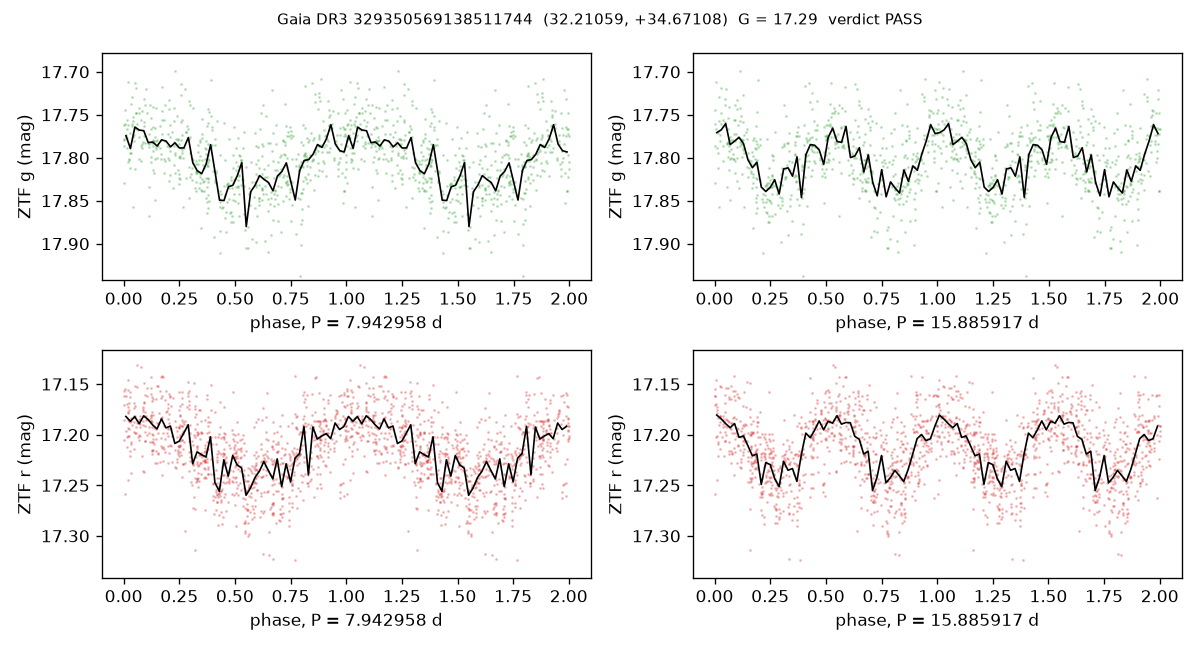 Gaia DR3 329350569138511744 (32.21059, +34.67108) G = 17.29 verdict PASS
ZTF g (mag)
17.70
17.75
17.80
17.85
17.90
0.00 0.25 0.50 0.75 1.00 1.25 1.50 1.75 2.00
phase, P = 7.942958 d
ZTF g (mag)
17.70
17.75
17.80
17.85
17.90
0.00 0.25 0.50 0.75 1.00 1.25 1.50 1.75 2.00
phase, P = 15.885917 d
ZTF r (mag)
17.15
17.20
17.25
17.30
0.00 0.25 0.50 0.75 1.00 1.25 1.50 1.75 2.00
phase, P = 7.942958 d
ZTF r (mag)
17.15
17.20
17.25
17.30
0.00 0.25 0.50 0.75 1.00 1.25 1.50 1.75 2.00
phase, P = 15.885917 d